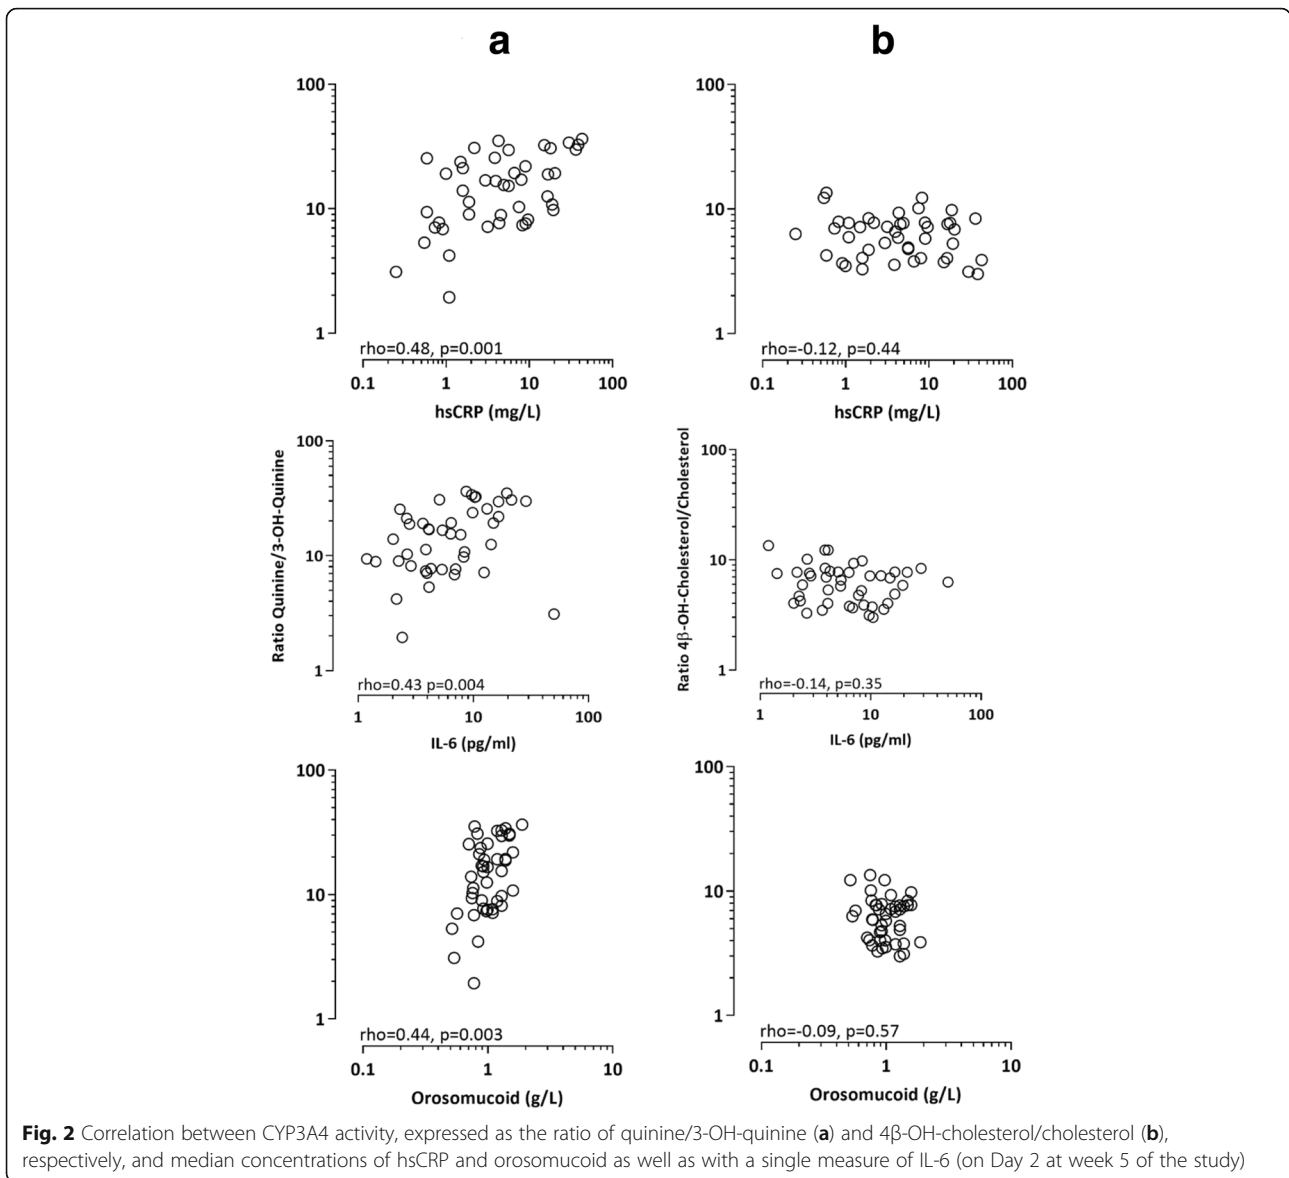 a
b
100
10
1
rho=0.48, p=0.001
0.1 1 10 100
hsCRP (mg/L)
100
10
1
rho=-0.12, p=0.44
0.1 1 10 100
hsCRP (mg/L)
Ratio Quinine/3-OH-Quinine
100
10
1
rho=0.43 p=0.004
1 10 100
IL-6 (pg/ml)
Ratio 4β-OH-Cholesterol/Cholesterol
100
10
1
rho=-0.14, p=0.35
1 10 100
IL-6 (pg/ml)
100
10
1
rho=0.44, p=0.003
0.1 1 10
Orosomucoid (g/L)
100
10
1
rho=-0.09, p=0.57
0.1 1 10
Orosomucoid (g/L)
Fig. 2 Correlation between CYP3A4 activity, expressed as the ratio of quinine/3-OH-quinine (a) and 4β-OH-cholesterol/cholesterol (b),
respectively, and median concentrations of hsCRP and orosomucoid as well as with a single measure of IL-6 (on Day 2 at week 5 of the study)